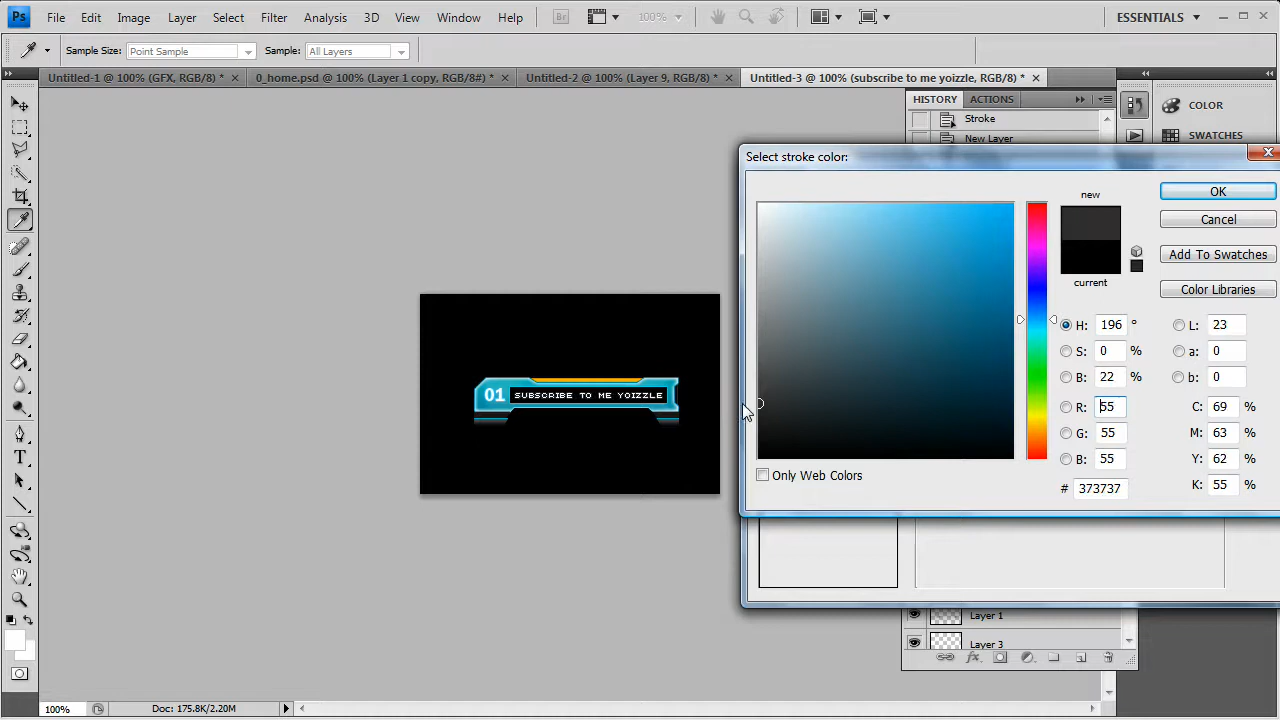 Ps File Edit Image Layer Select Filter Analysis 3D View Window Help Br 100% ESSENTIALS
Sample Size: Point Sample Sample: All Layers
Untitled-1 @ 100% (GFX, RGB/8) * 0_home.psd @ 100% (Layer 1 copy, RGB/8#) * Untitled-2 @ 100% (Layer 9, RGB/8) * Untitled-3 @ 100% (subscribe to me yoizzle, RGB/8) *
HISTORY ACTIONS COLOR
Stroke
New Layer SWATCHES
Select stroke color:
new OK
Cancel
Add To Swatches
current Color Libraries
H: 196 ° L: 23
S: 0 % a: 0
B: 22 % b: 0
R: 55 C: 69 %
G: 55 M: 63 %
B: 55 Y: 62 %
# 373737 K: 55 %
Only Web Colors
01 SUBSCRIBE TO ME YOIZZLE
Layer 1
Layer 3
100% Doc: 175.8K/2.20M